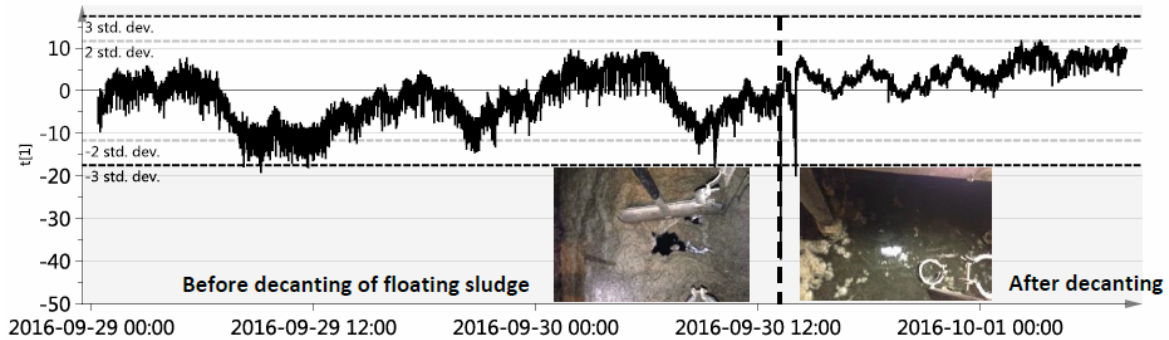 3 std. dev.
10
2 std. dev.
0
-10
-2 std. dev.
t[1]
-3 std. dev.
-20
-30
-40
Before decanting of floating sludge
After decanting
-50
2016-09-29 00:00
2016-09-29 12:00
2016-09-30 00:00
2016-09-30 12:00
2016-10-01 00:00